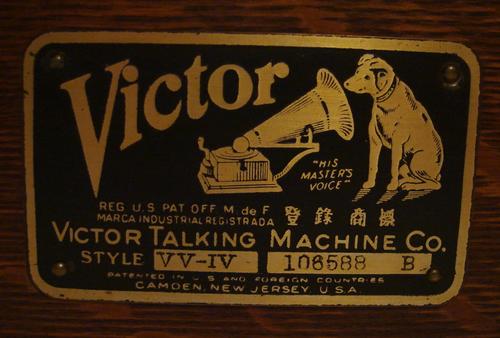 Victor
"HIS
MASTER'S
VOICE"
REG U.S PAT OFF M de F
MARCA INDUSTRIAL REGISTRADA 登錄商標
VICTOR TALKING MACHINE CO.
STYLE VV-IV 106588 B
PATENTED IN U S AND FOREIGN COUNTRIES
CAMDEN, NEW JERSEY, U.S.A.